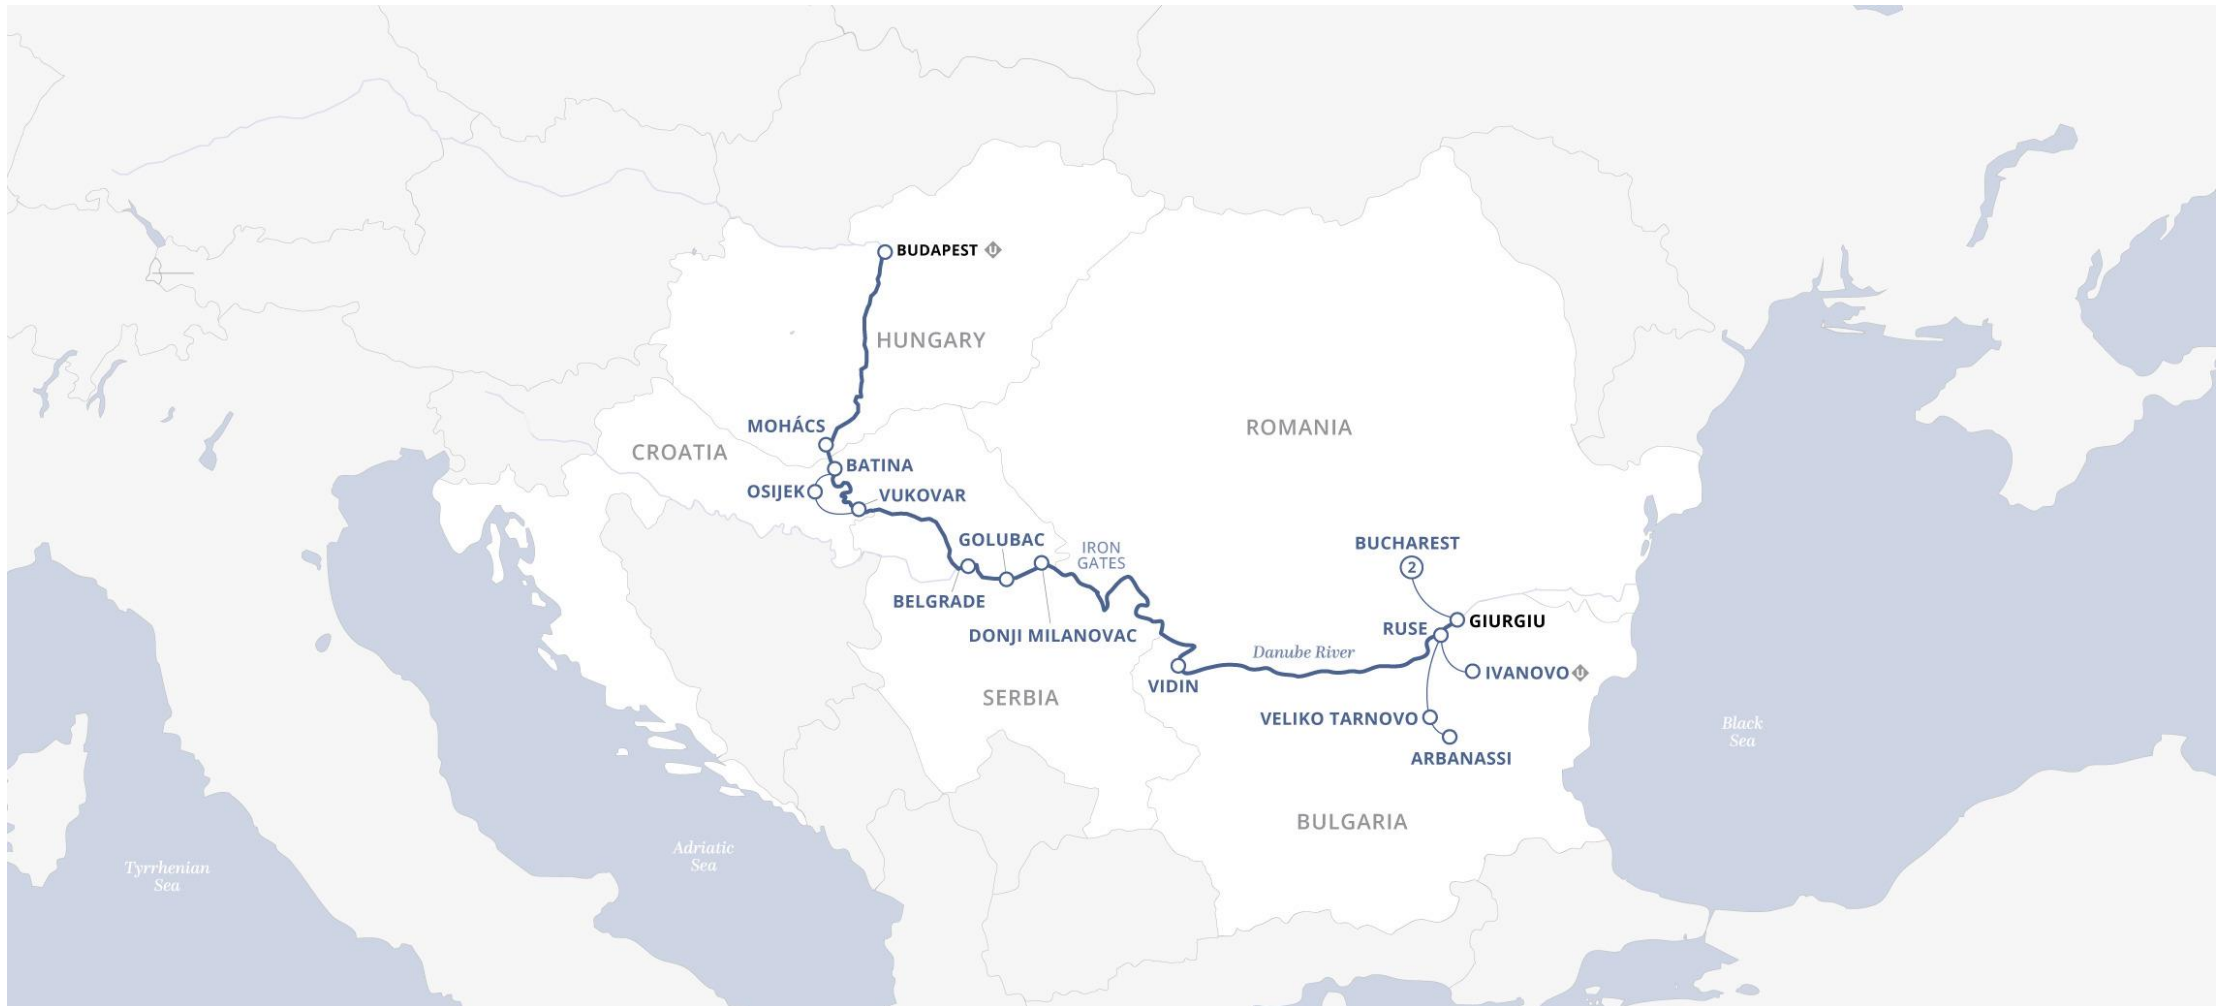 BUDAPEST U
HUNGARY
MOHÁCS
CROATIA
ROMANIA
BATINA
OSIJEK
VUKOVAR
GOLUBAC
IRON
GATES
BUCHAREST
2
BELGRADE
GIURGIU
RUSE
DONJI MILANOVAC
Danube River
IVANOVO U
VIDIN
SERBIA
VELIKO TARNOVO
Black
Sea
ARBANASSI
BULGARIA
Adriatic
Sea
Tyrrhenian
Sea